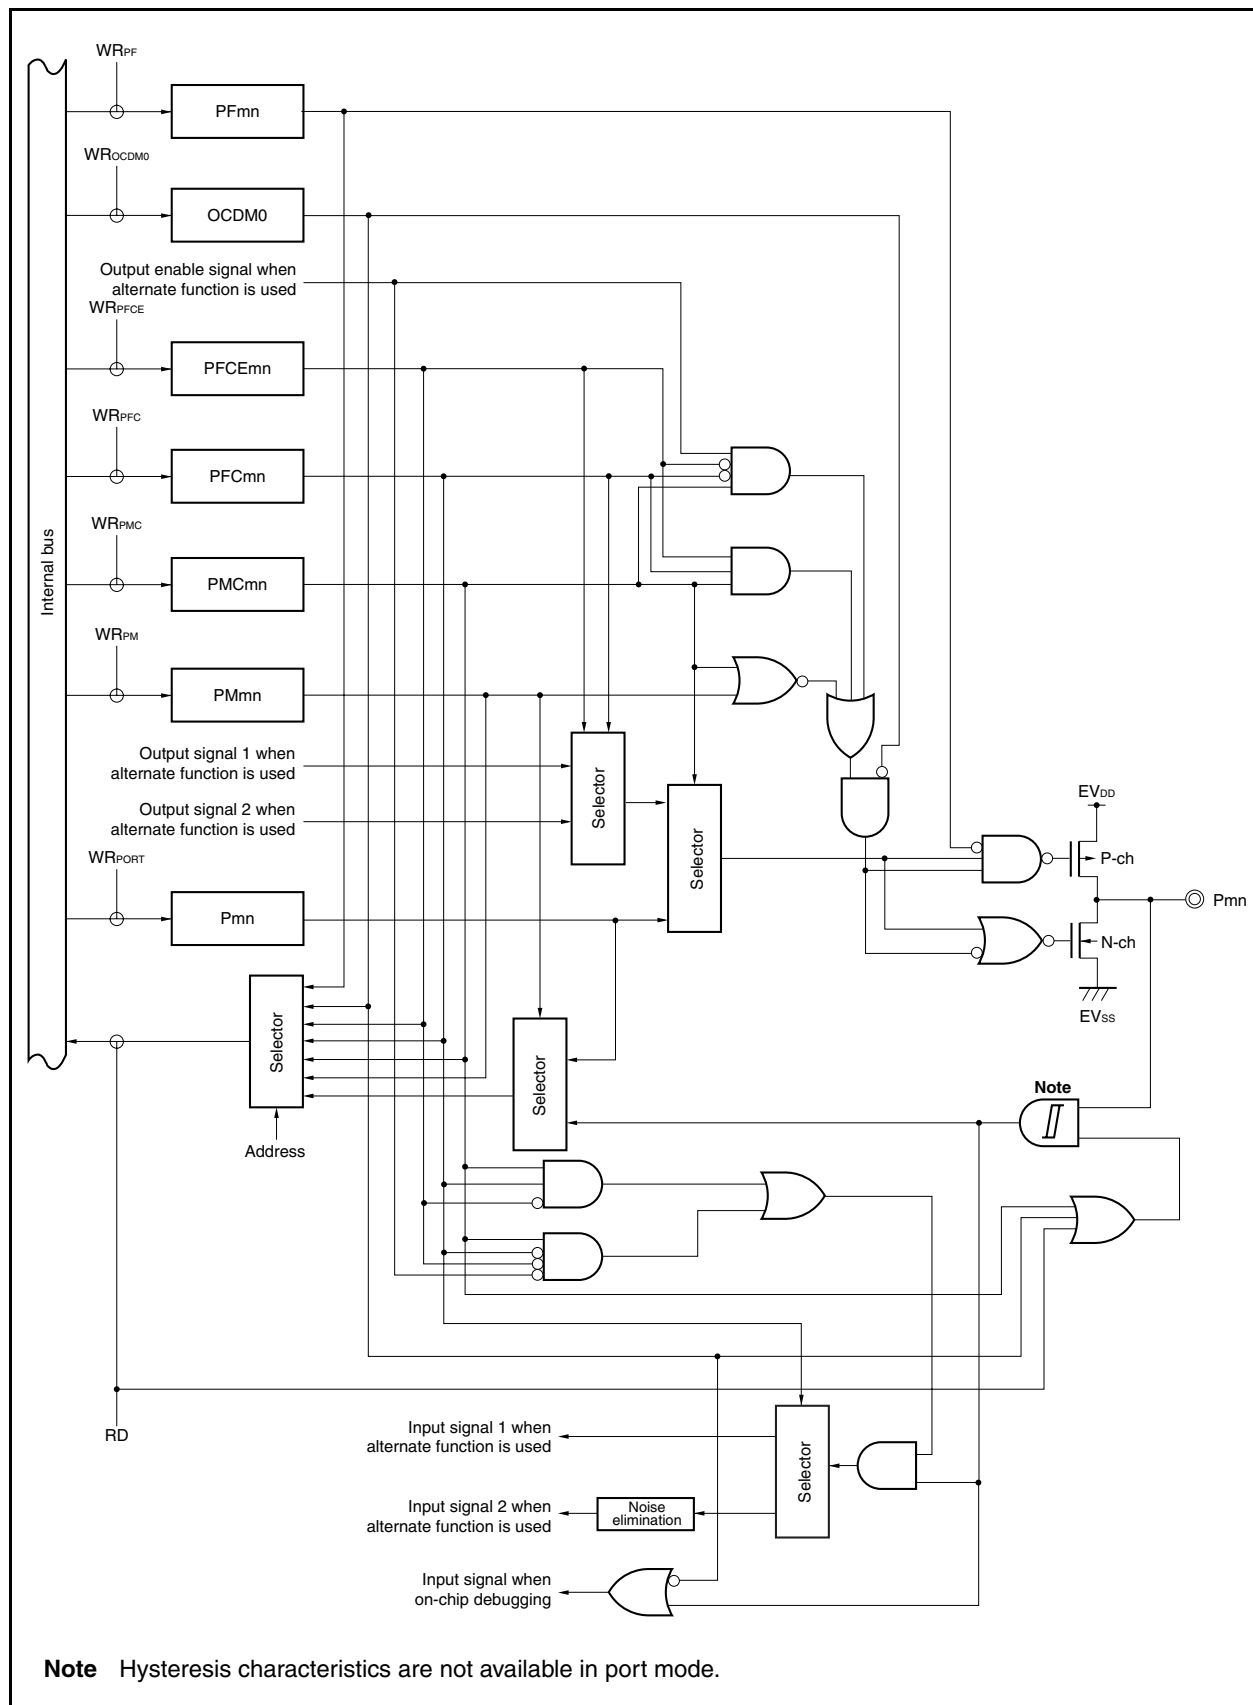 WRPF
PFmn
WROCDM0
OCDM0
Output enable signal when
alternate function is used
WRPFCE
PFCEmn
WRPFC
PFCmn
WRPMC
PMCmn
Internal bus
WRPM
PMmn
Output signal 1 when
alternate function is used
Output signal 2 when
alternate function is used
Selector
Selector
EVDD
P-ch
WRPORT
Pmn
Pmn
N-ch
EVSS
Selector
Selector
Address
Note
RD
Input signal 1 when
alternate function is used
Selector
Input signal 2 when
alternate function is used
Noise
elimination
Input signal when
on-chip debugging
Note Hysteresis characteristics are not available in port mode.